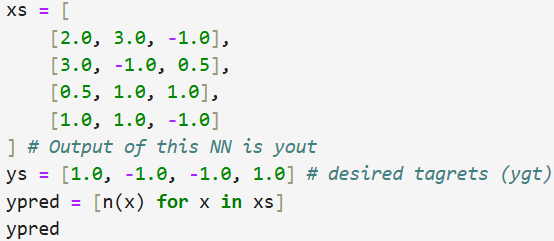 xs = [
    [2.0, 3.0, -1.0],
    [3.0, -1.0, 0.5],
    [0.5, 1.0, 1.0],
    [1.0, 1.0, -1.0]
] # Output of this NN is yout
ys = [1.0, -1.0, -1.0, 1.0] # desired tagrets (ygt)
ypred = [n(x) for x in xs]
ypred